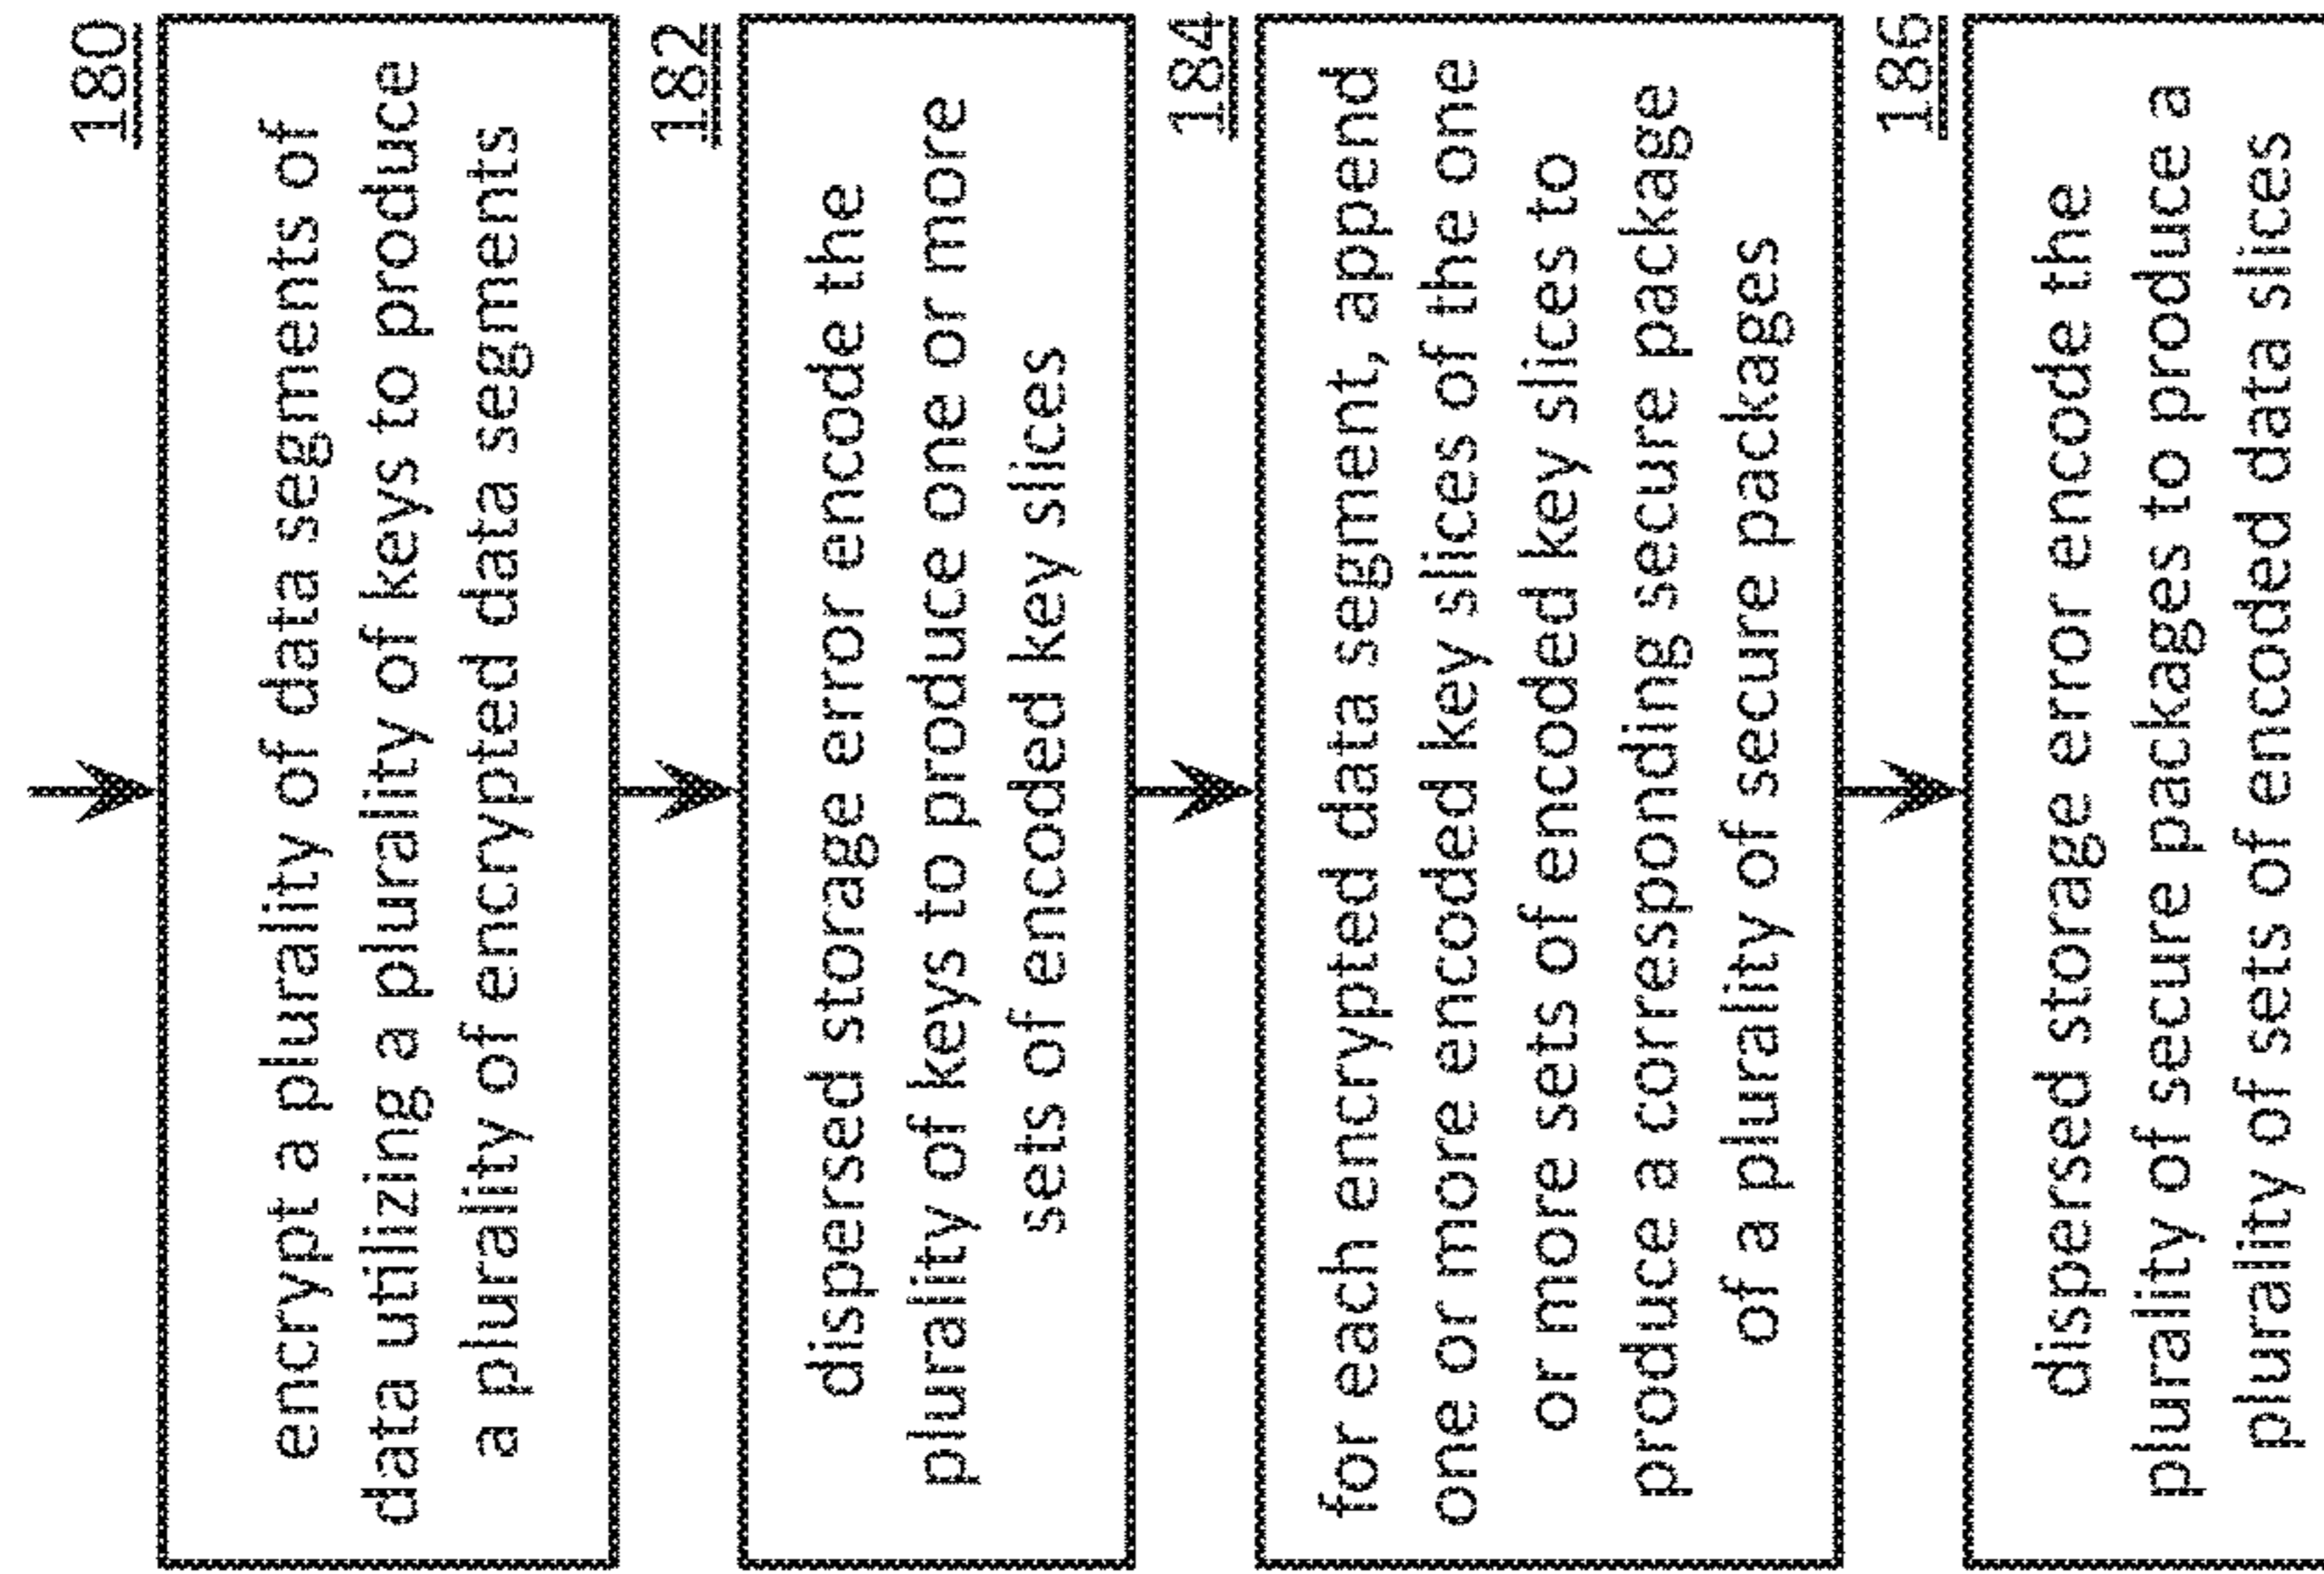 180
encrypt a plurality of data segments of
data utilizing a plurality of keys to produce
a plurality of encrypted data segments
182
dispersed storage error encode the
plurality of keys to produce one or more
sets of encoded key slices
184
for each encrypted data segment, append
one or more encoded key slices of the one
or more sets of encoded key slices to
produce a corresponding secure package
of a plurality of secure packages
186
dispersed storage error encode the
plurality of secure packages to produce a
plurality of sets of encoded data slices